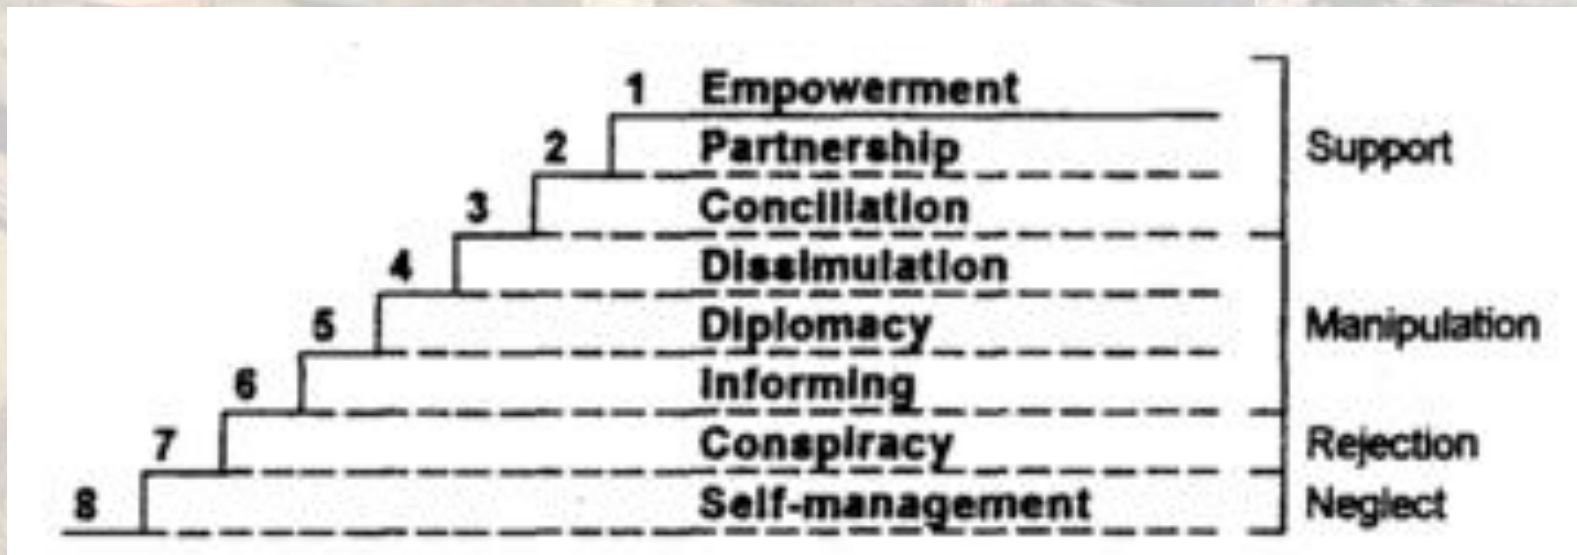 1 Empowerment
2 Partnership
Support
3 Conciliation
4 Dissimulation
5 Diplomacy
Manipulation
6 Informing
7 Conspiracy
Rejection
8 Self-management
Neglect